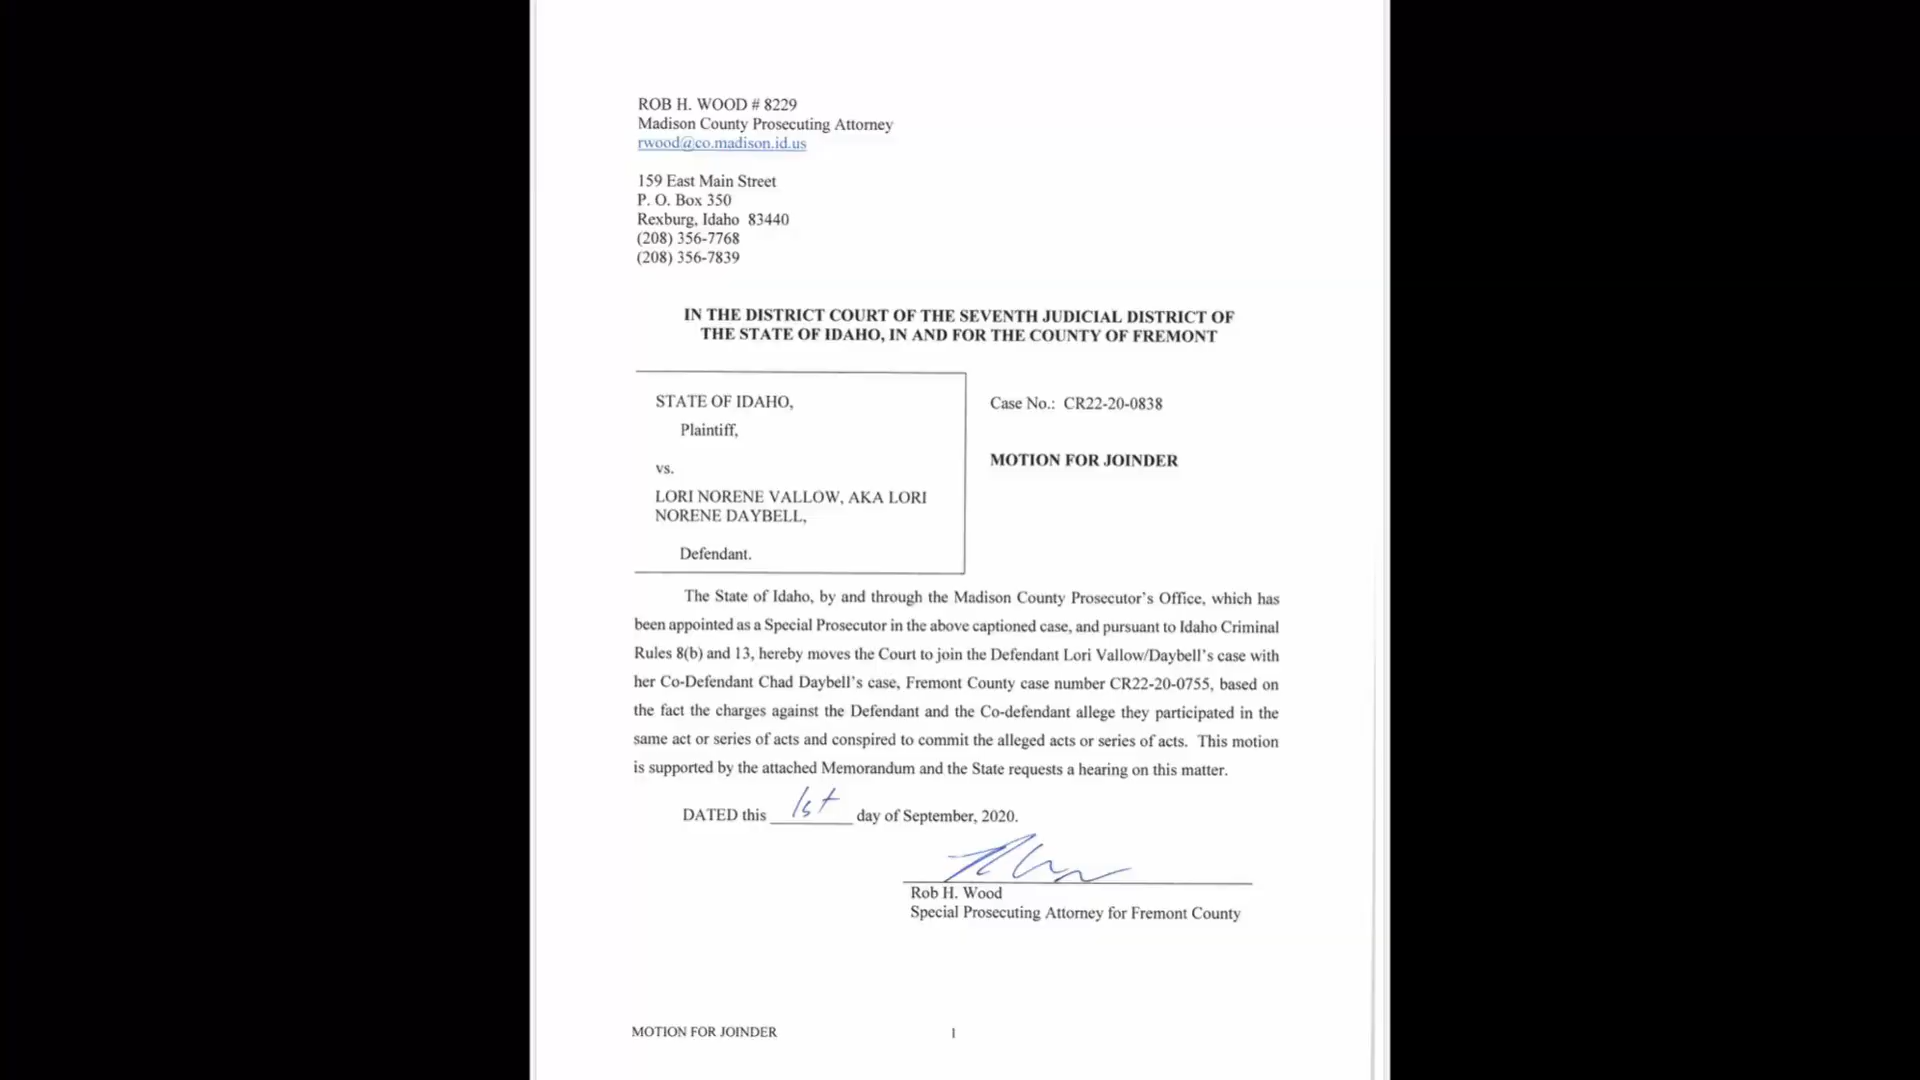 ROB H. WOOD # 8229
Madison County Prosecuting Attorney
rwood@co.madison.id.us
159 East Main Street
P. O. Box 350
Rexburg, Idaho 83440
(208) 356-7768
(208) 356-7839
IN THE DISTRICT COURT OF THE SEVENTH JUDICIAL DISTRICT OF
THE STATE OF IDAHO, IN AND FOR THE COUNTY OF FREMONT
STATE OF IDAHO,
Plaintiff,
vs.
LORI NORENE VALLOW, AKA LORI
NORENE DAYBELL,
Defendant.
Case No.: CR22-20-0838
MOTION FOR JOINDER
The State of Idaho, by and through the Madison County Prosecutor's Office, which has
been appointed as a Special Prosecutor in the above captioned case, and pursuant to Idaho Criminal
Rules 8(b) and 13, hereby moves the Court to join the Defendant Lori Vallow/Daybell's case with
her Co-Defendant Chad Daybell's case, Fremont County case number CR22-20-0755, based on
the fact the charges against the Defendant and the Co-defendant allege they participated in the
same act or series of acts and conspired to commit the alleged acts or series of acts. This motion
is supported by the attached Memorandum and the State requests a hearing on this matter.
DATED this 1st day of September, 2020.
Rob H. Wood
Special Prosecuting Attorney for Fremont County
MOTION FOR JOINDER 1